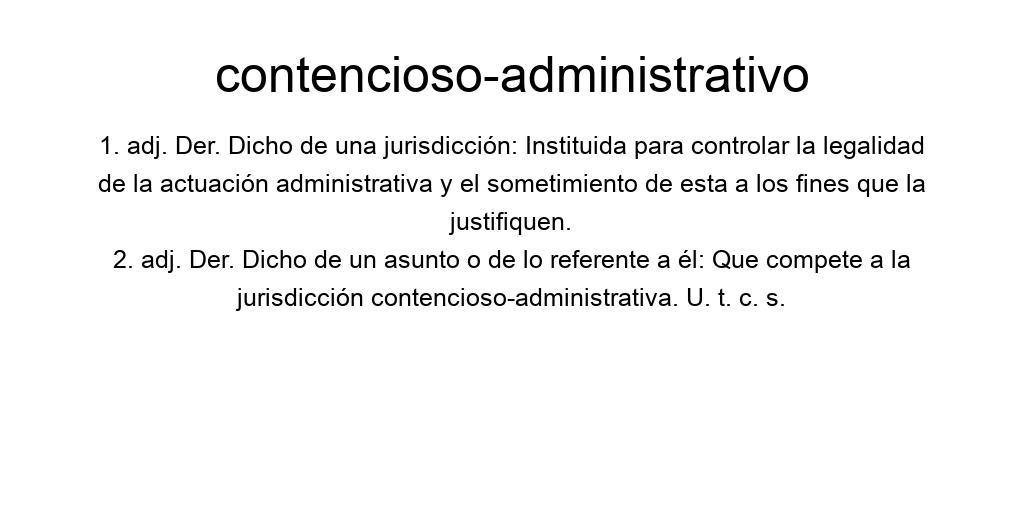 contencioso-administrativo
1. adj. Der. Dicho de una jurisdicción: Instituida para controlar la legalidad
de la actuación administrativa y el sometimiento de esta a los fines que la
justifiquen.
2. adj. Der. Dicho de un asunto o de lo referente a él: Que compete a la
jurisdicción contencioso-administrativa. U. t. c. s.